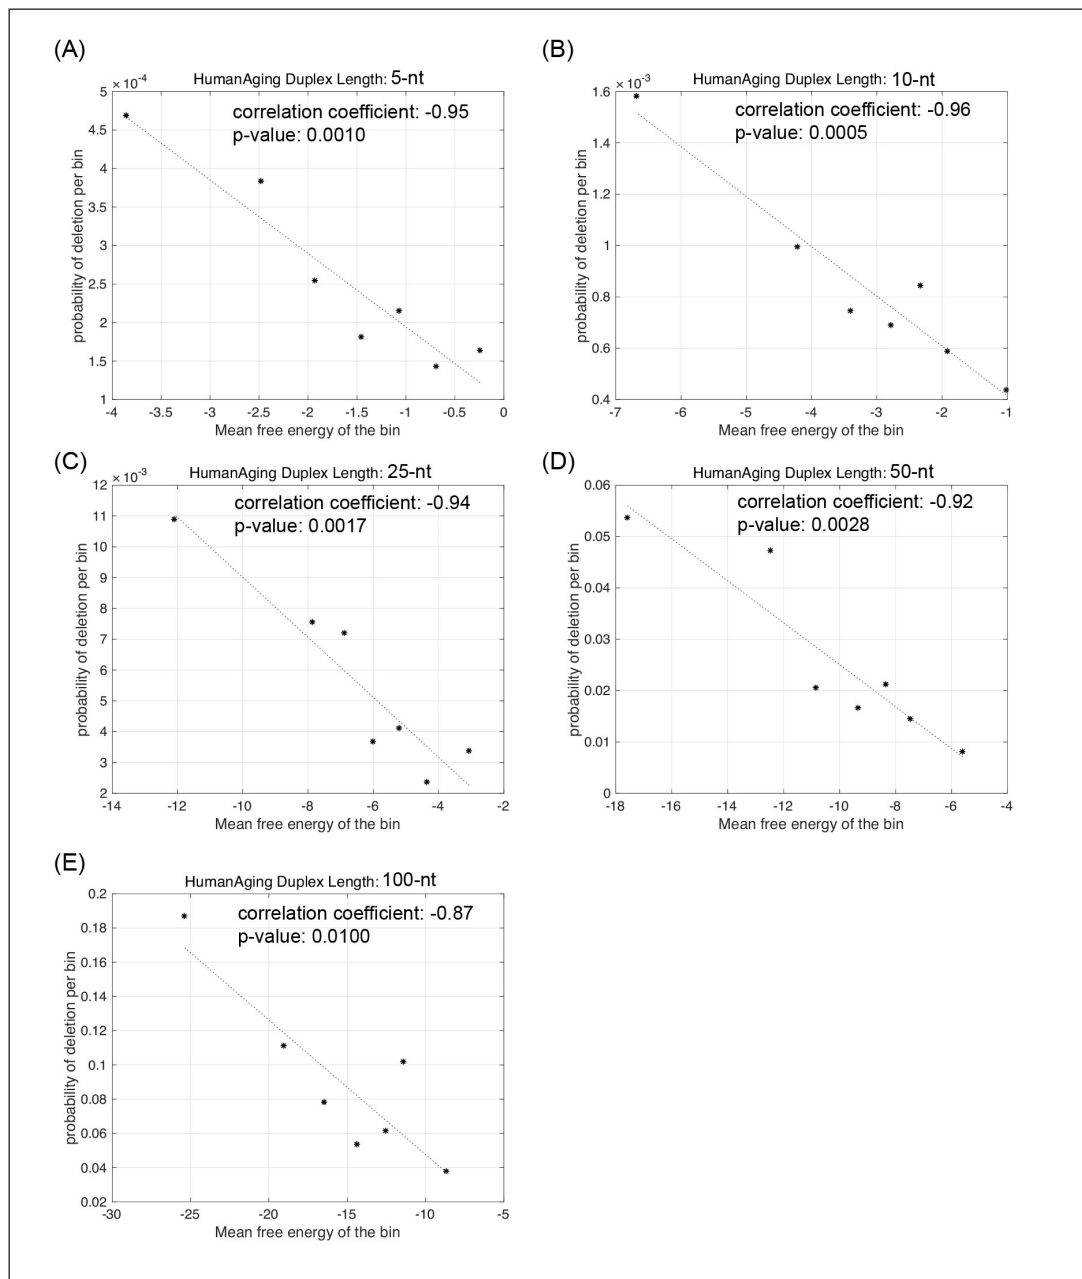 (A)
HumanAging Duplex Length: 5-nt
× 10⁻⁴
correlation coefficient: -0.95
p-value: 0.0010
probability of deletion per bin
5
4.5
4
3.5
3
2.5
2
1.5
1
-4 -3.5 -3 -2.5 -2 -1.5 -1 -0.5 0
Mean free energy of the bin
(B)
HumanAging Duplex Length: 10-nt
× 10⁻³
correlation coefficient: -0.96
p-value: 0.0005
probability of deletion per bin
1.6
1.4
1.2
1
0.8
0.6
0.4
-7 -6 -5 -4 -3 -2 -1
Mean free energy of the bin
(C)
HumanAging Duplex Length: 25-nt
× 10⁻³
correlation coefficient: -0.94
p-value: 0.0017
probability of deletion per bin
12
11
10
9
8
7
6
5
4
3
2
-14 -12 -10 -8 -6 -4 -2
Mean free energy of the bin
(D)
HumanAging Duplex Length: 50-nt
correlation coefficient: -0.92
p-value: 0.0028
probability of deletion per bin
0.06
0.05
0.04
0.03
0.02
0.01
0
-18 -16 -14 -12 -10 -8 -6 -4
Mean free energy of the bin
(E)
HumanAging Duplex Length: 100-nt
correlation coefficient: -0.87
p-value: 0.0100
probability of deletion per bin
0.2
0.18
0.16
0.14
0.12
0.1
0.08
0.06
0.04
0.02
-30 -25 -20 -15 -10 -5
Mean free energy of the bin